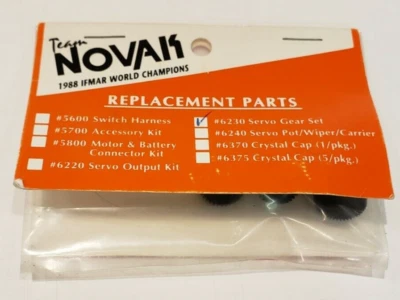 Team
NOVAK
1988 IFMAR WORLD CHAMPIONS
REPLACEMENT PARTS
#5600 Switch Harness
#5700 Accessory Kit
#5800 Motor & Battery
Connector Kit
#6220 Servo Output Kit
#6230 Servo Gear Set
#6240 Servo Pot/Wiper/Carrier
#6370 Crystal Cap (1/pkg.)
#6375 Crystal Cap (5/pkg.)